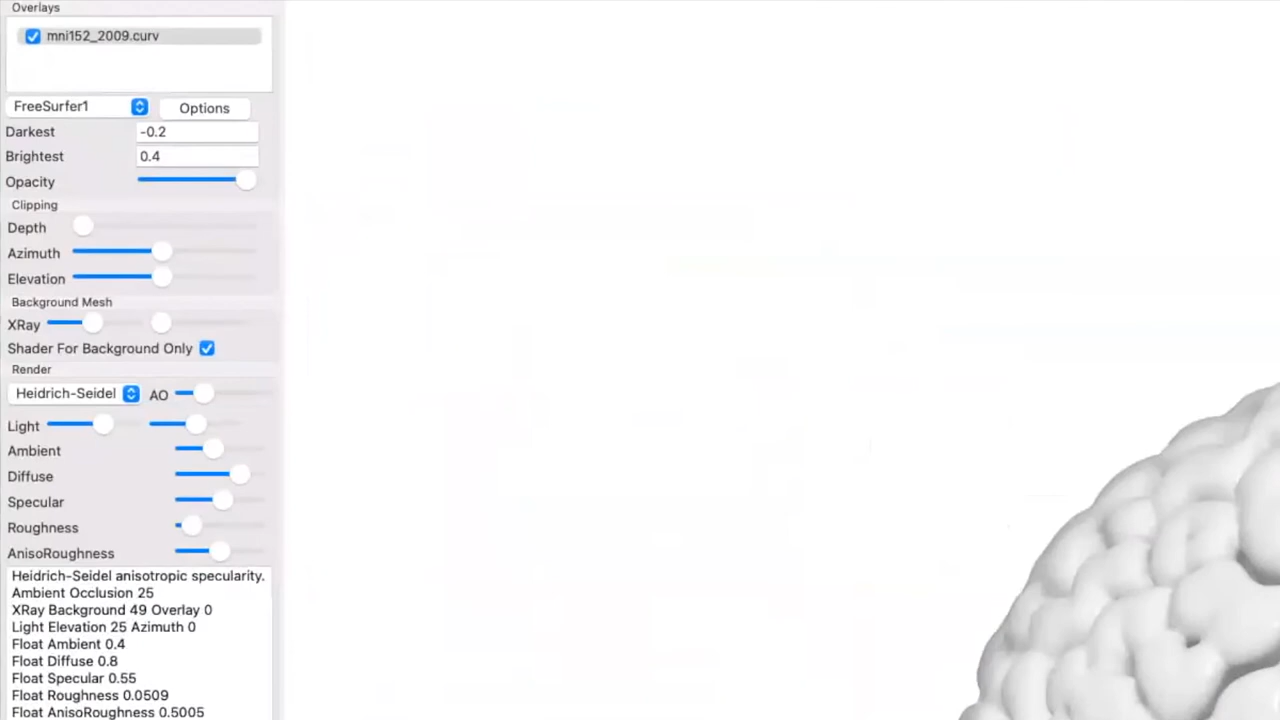 Overlays
mni152_2009.curv
FreeSurfer1 Options
Darkest -0.2
Brightest 0.4
Opacity
Clipping
Depth
Azimuth
Elevation
Background Mesh
XRay
Shader For Background Only
Render
Heidrich-Seidel AO
Light
Ambient
Diffuse
Specular
Roughness
AnisoRoughness
Heidrich-Seidel anisotropic specularity.
Ambient Occlusion 25
XRay Background 49 Overlay 0
Light Elevation 25 Azimuth 0
Float Ambient 0.4
Float Diffuse 0.8
Float Specular 0.55
Float Roughness 0.0509
Float AnisoRoughness 0.5005